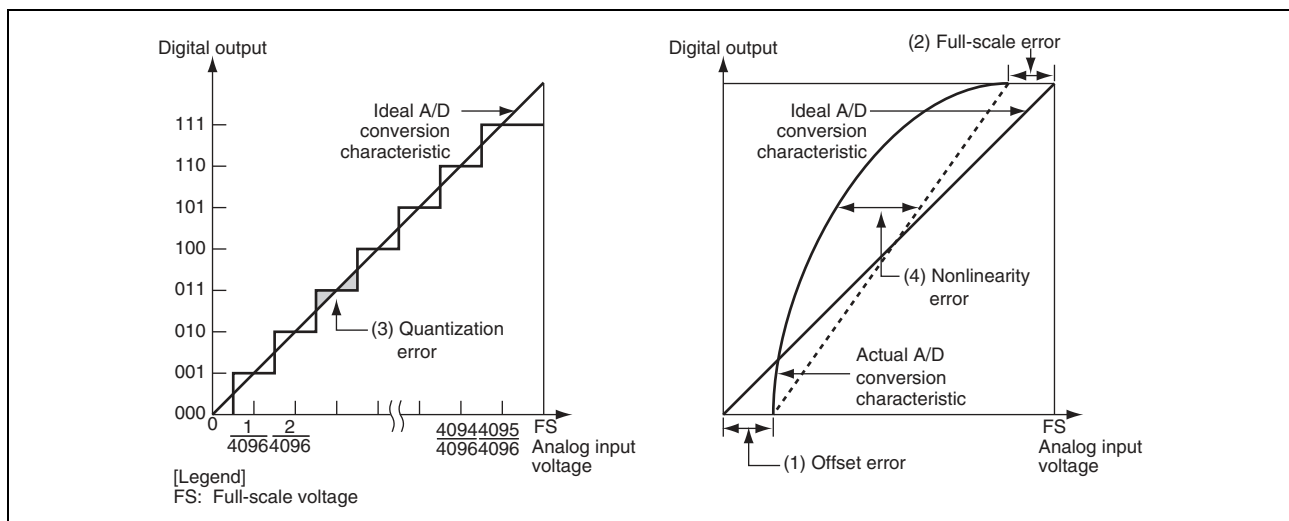 Digital output
Ideal A/D
conversion
characteristic
111
110
101
100
011
010
001
000
(3) Quantization
error
0
1
4096
2
4096
4094
4096
4095
4096
FS
Analog input
voltage
[Legend]
FS: Full-scale voltage
Digital output
(2) Full-scale error
Ideal A/D
conversion
characteristic
(4) Nonlinearity
error
Actual A/D
conversion
characteristic
FS
Analog input
voltage
(1) Offset error